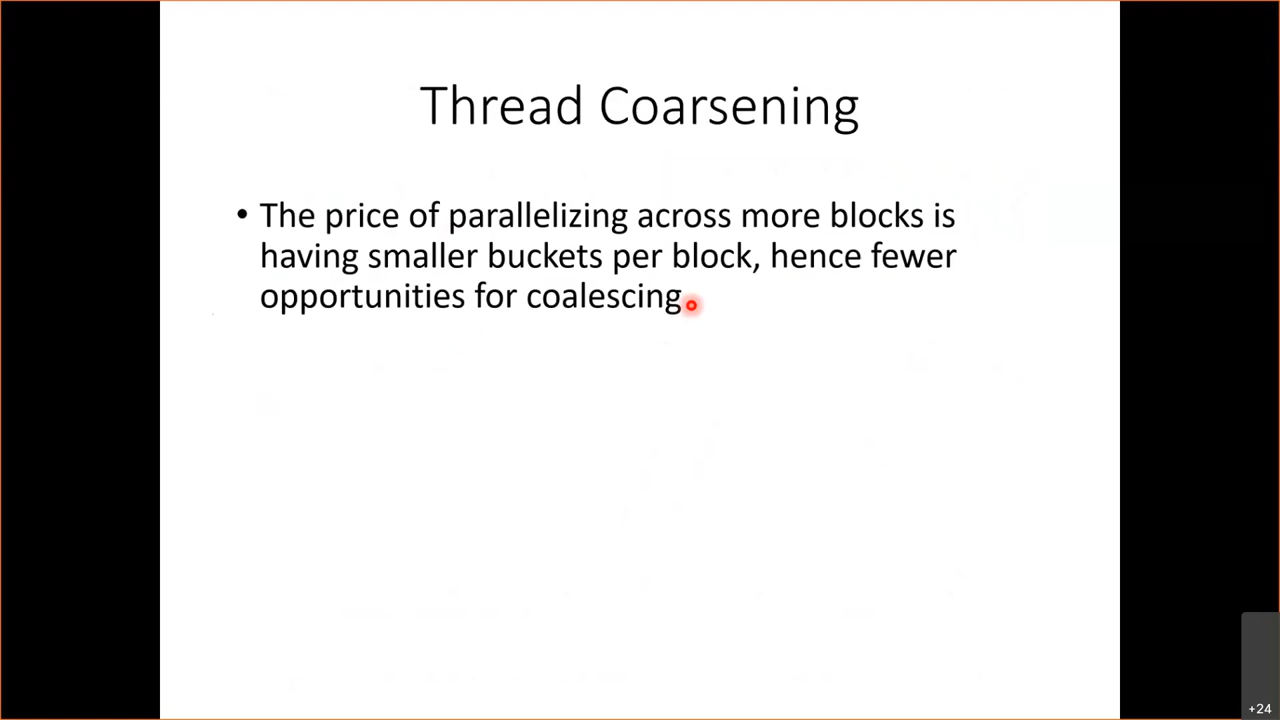 Thread Coarsening
• The price of parallelizing across more blocks is
having smaller buckets per block, hence fewer
opportunities for coalescing
+24